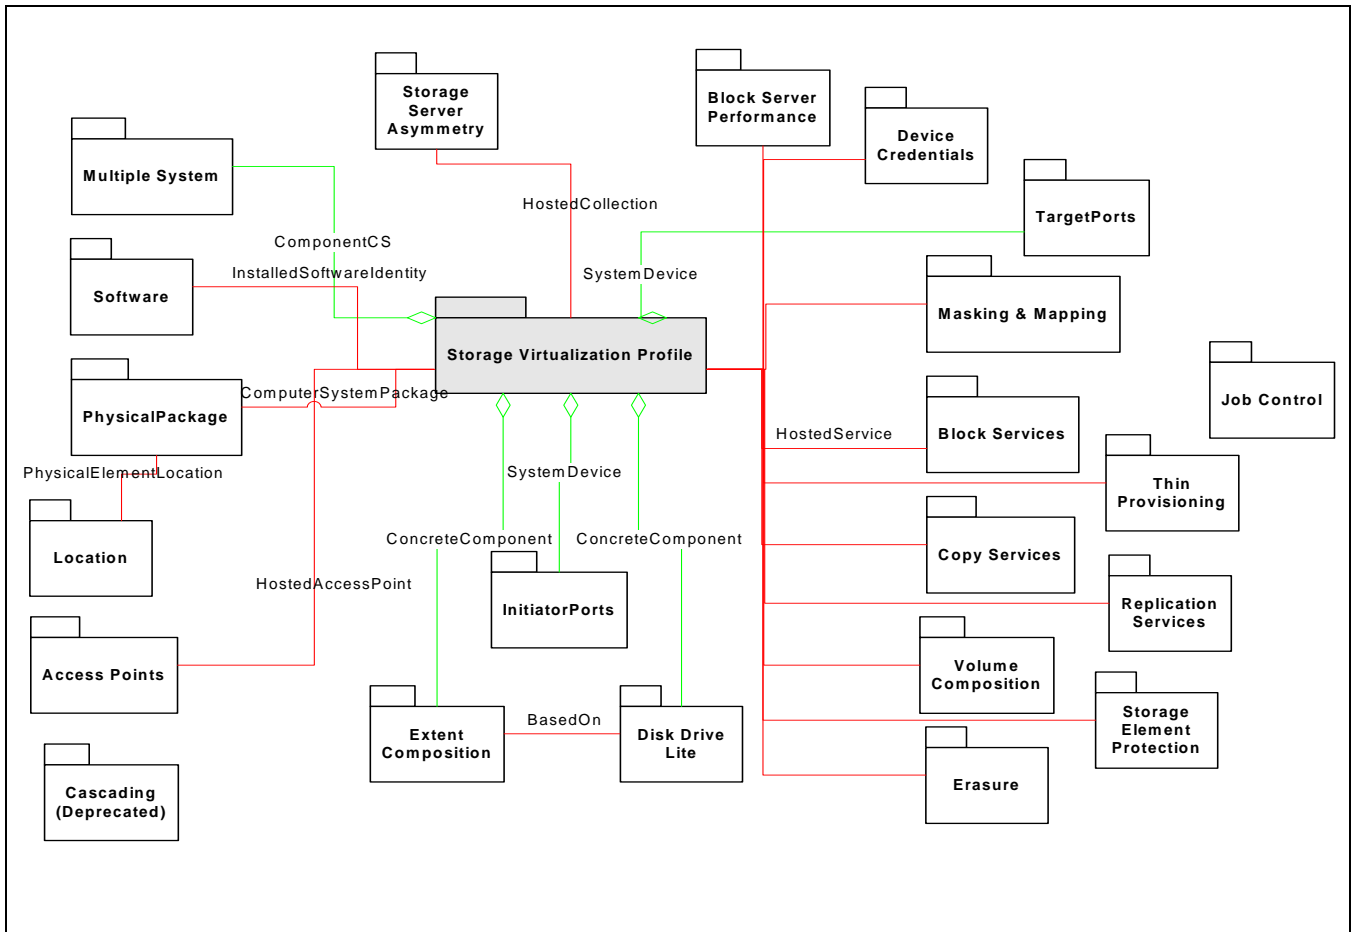 Storage
Server
Asymmetry
Block Server
Performance
Device
Credentials
Multiple System
TargetPorts
HostedCollection
ComponentCS
InstalledSoftwareIdentity
SystemDevice
Software
Masking & Mapping
Storage Virtualization Profile
ComputerSystemPackage
PhysicalPackage
Job Control
HostedService
Block Services
PhysicalElementLocation
SystemDevice
Thin
Provisioning
ConcreteComponent
ConcreteComponent
Location
Copy Services
HostedAccessPoint
InitiatorPorts
Replication
Services
Access Points
Volume
Composition
BasedOn
Extent
Composition
Disk Drive
Lite
Storage
Element
Protection
Erasure
Cascading
(Deprecated)